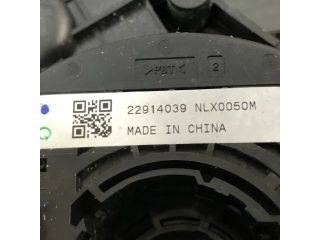 >PBT< 2
22914039 NLX0050M
MADE IN CHINA